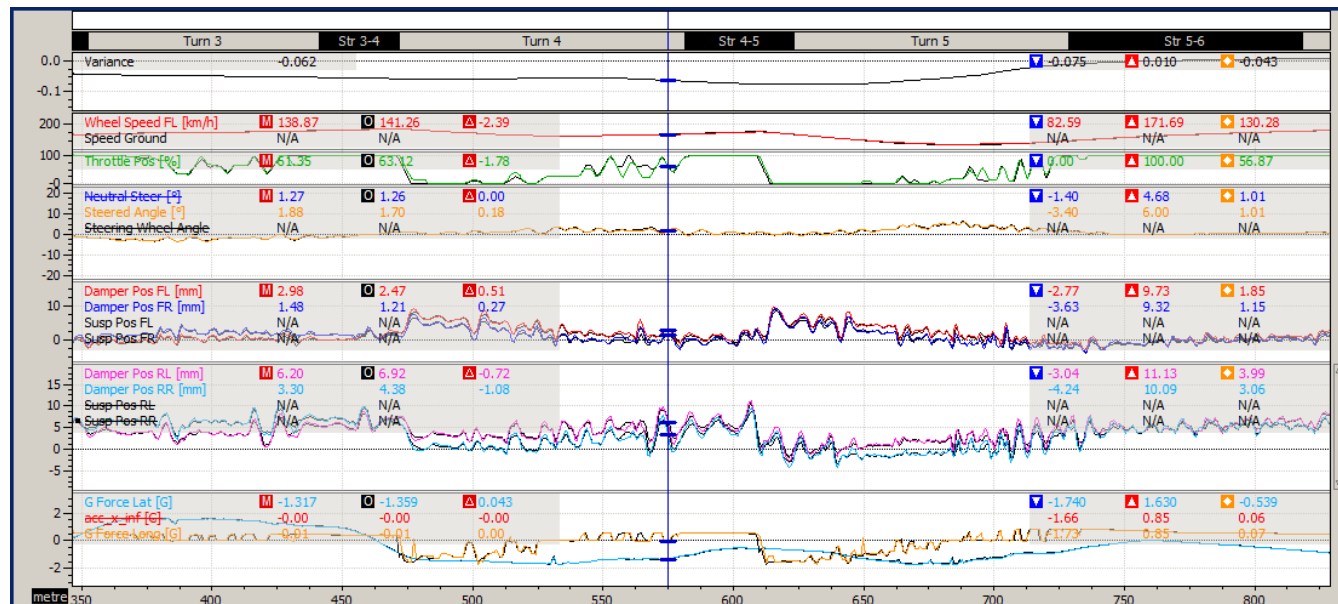 Turn 3 Str 3-4 Turn 4 Str 4-5 Turn 5 Str 5-6
0.0 Variance -0.062 -0.075 0.010 -0.043
-0.1
200 Wheel Speed FL [km/h] M 138.87 O 141.26 Δ -2.39 82.59 171.69 130.28
Speed Ground N/A N/A N/A N/A N/A
100 Throttle Pos [%] M 51.35 O 63.12 Δ -1.78 0.00 100.00 56.87
0
20 Neutral Steer [º] M 1.27 O 1.26 Δ 0.00 -1.40 4.68 1.01
10 Steered Angle [º] 1.88 1.70 0.18 -3.40 6.00 1.01
0 Steering Wheel Angle N/A N/A N/A N/A N/A
-10
-20
Damper Pos FL [mm] M 2.98 O 2.47 Δ 0.51 -2.77 9.73 1.85
10 Damper Pos FR [mm] 1.48 1.21 0.27 -3.63 9.32 1.15
Susp Pos FL N/A N/A N/A N/A N/A
0 Susp Pos FR N/A N/A N/A N/A N/A
Damper Pos RL [mm] M 6.20 O 6.92 Δ -0.72 -3.04 11.13 3.99
15 Damper Pos RR [mm] 3.30 4.38 -1.08 -4.24 10.09 3.06
10 Susp Pos RL N/A N/A N/A N/A N/A
5 Susp Pos RR N/A N/A N/A N/A N/A
0
-5
G Force Lat [G] M -1.317 O -1.359 Δ 0.043 -1.740 1.630 -0.539
2 acc_x_inf [G] -0.00 -0.00 -0.00 -1.66 0.85 0.06
0 G Force Long [G] -0.01 -0.01 0.00 -1.73 0.85 0.07
-2
metre 350 400 450 500 550 600 650 700 750 800